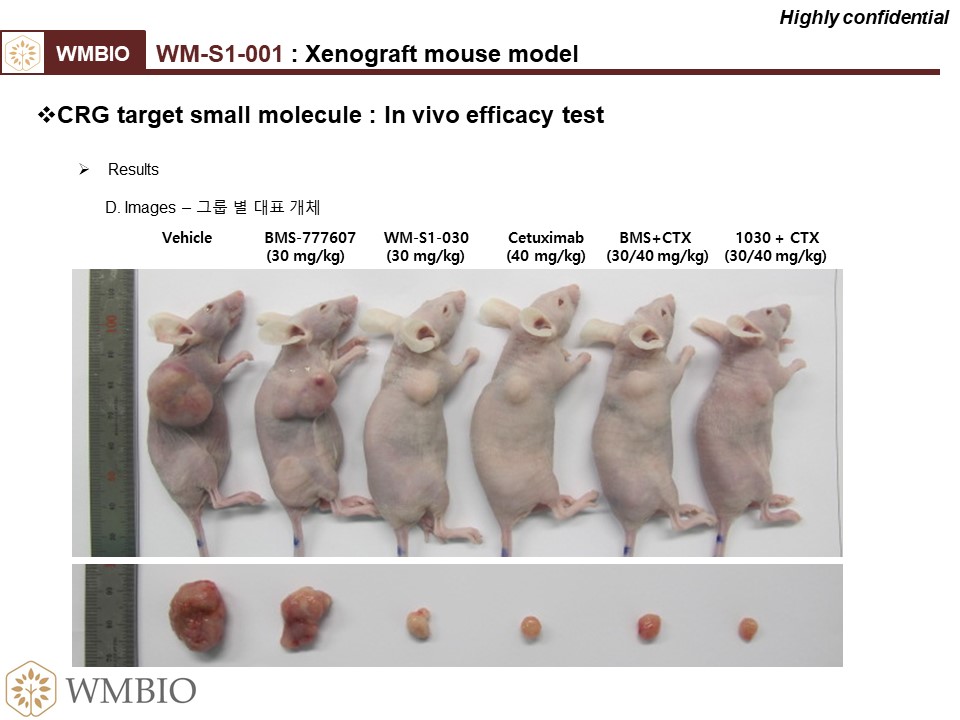 Highly confidential
WMBIO
WM-S1-001 : Xenograft mouse model
❖CRG target small molecule : In vivo efficacy test
➢ Results
D. Images – 그룹 별 대표 개체
Vehicle BMS-777607 WM-S1-030 Cetuximab BMS+CTX 1030 + CTX
(30 mg/kg) (30 mg/kg) (40 mg/kg) (30/40 mg/kg) (30/40 mg/kg)
WMBIO